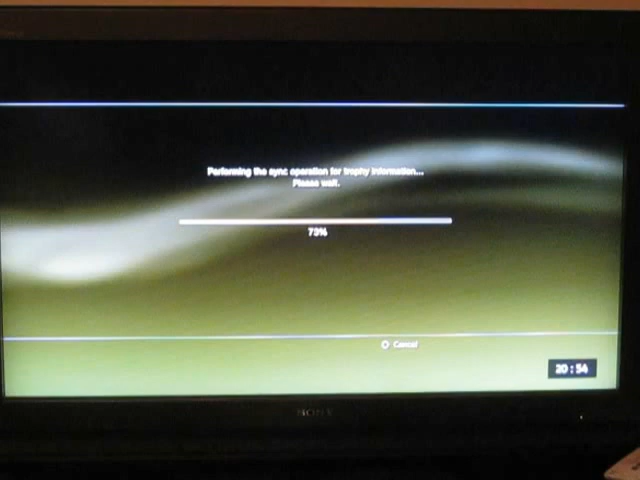 Performing the sync operation for trophy information...
Please wait.
73%
Cancel
20:54
SONY